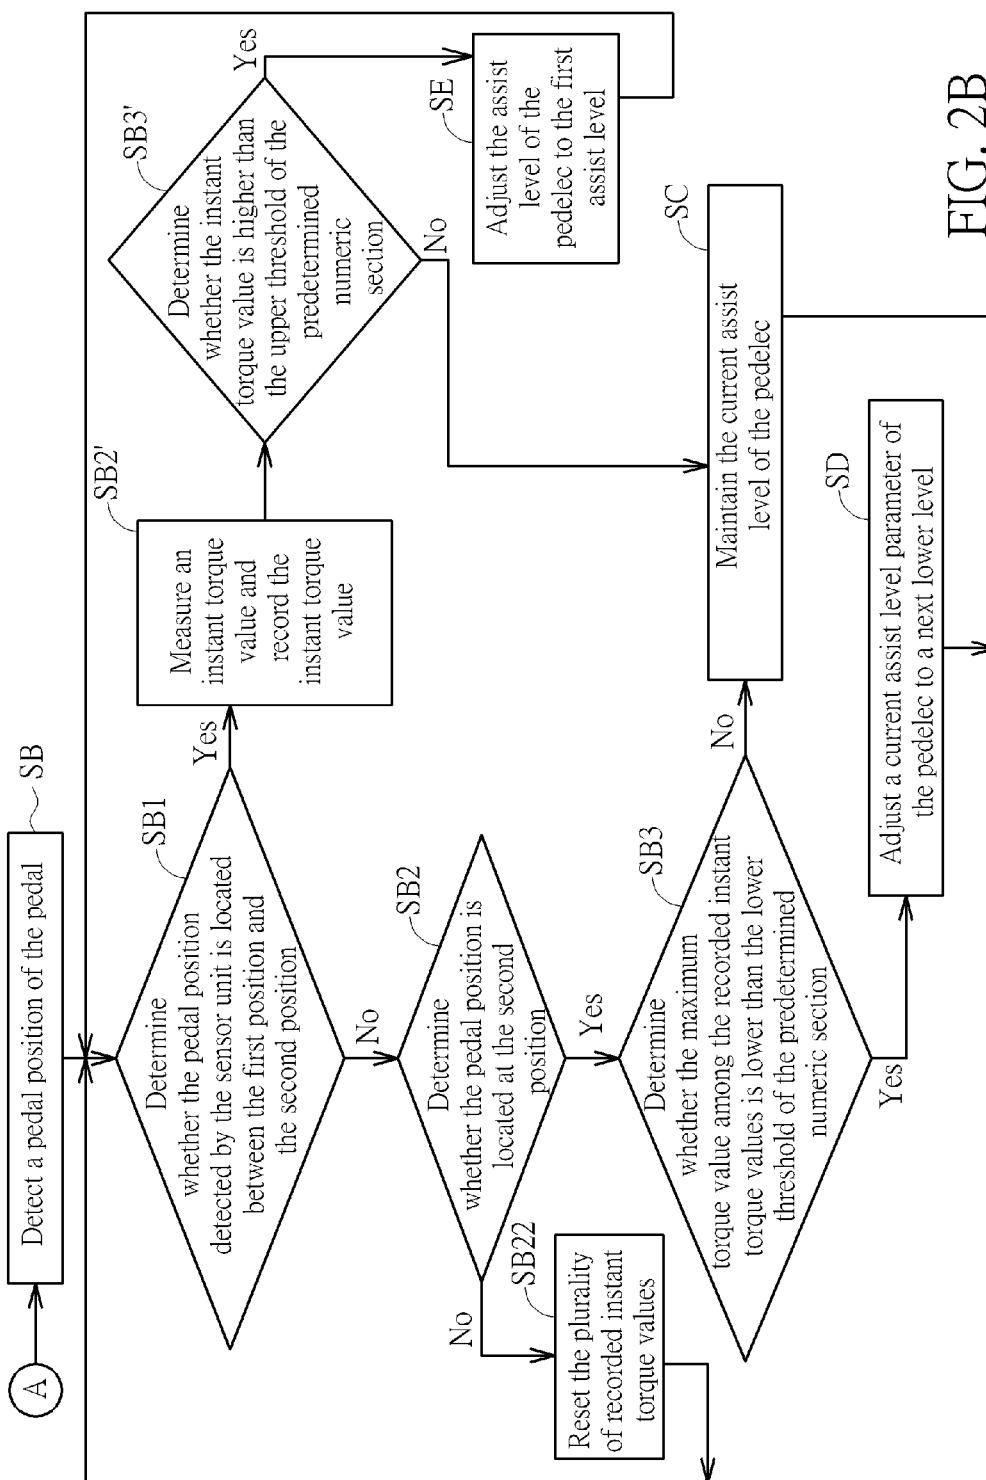 A
Detect a pedal position of the pedal
SB
Determine
whether the pedal position
detected by the sensor unit is located
between the first position and
the second position
SB1
Yes
No
Measure an
instant torque
value and
record the
instant torque
value
SB2'
Determine
whether the instant
torque value is higher than
the upper threshold of the
predetermined
numeric
section
SB3'
Yes
No
Adjust the assist
level of the
pedelec to the first
assist level
SE
Determine
whether the pedal position is
located at the second
position
SB2
No
Yes
Reset the plurality
of recorded instant
torque values
SB22
Determine
whether the maximum
torque value among the recorded instant
torque values is lower than the lower
threshold of the predetermined
numeric section
SB3
No
Yes
Maintain the current assist
level of the pedelec
SC
Adjust a current assist level parameter of
the pedelec to a next lower level
SD
FIG. 2B